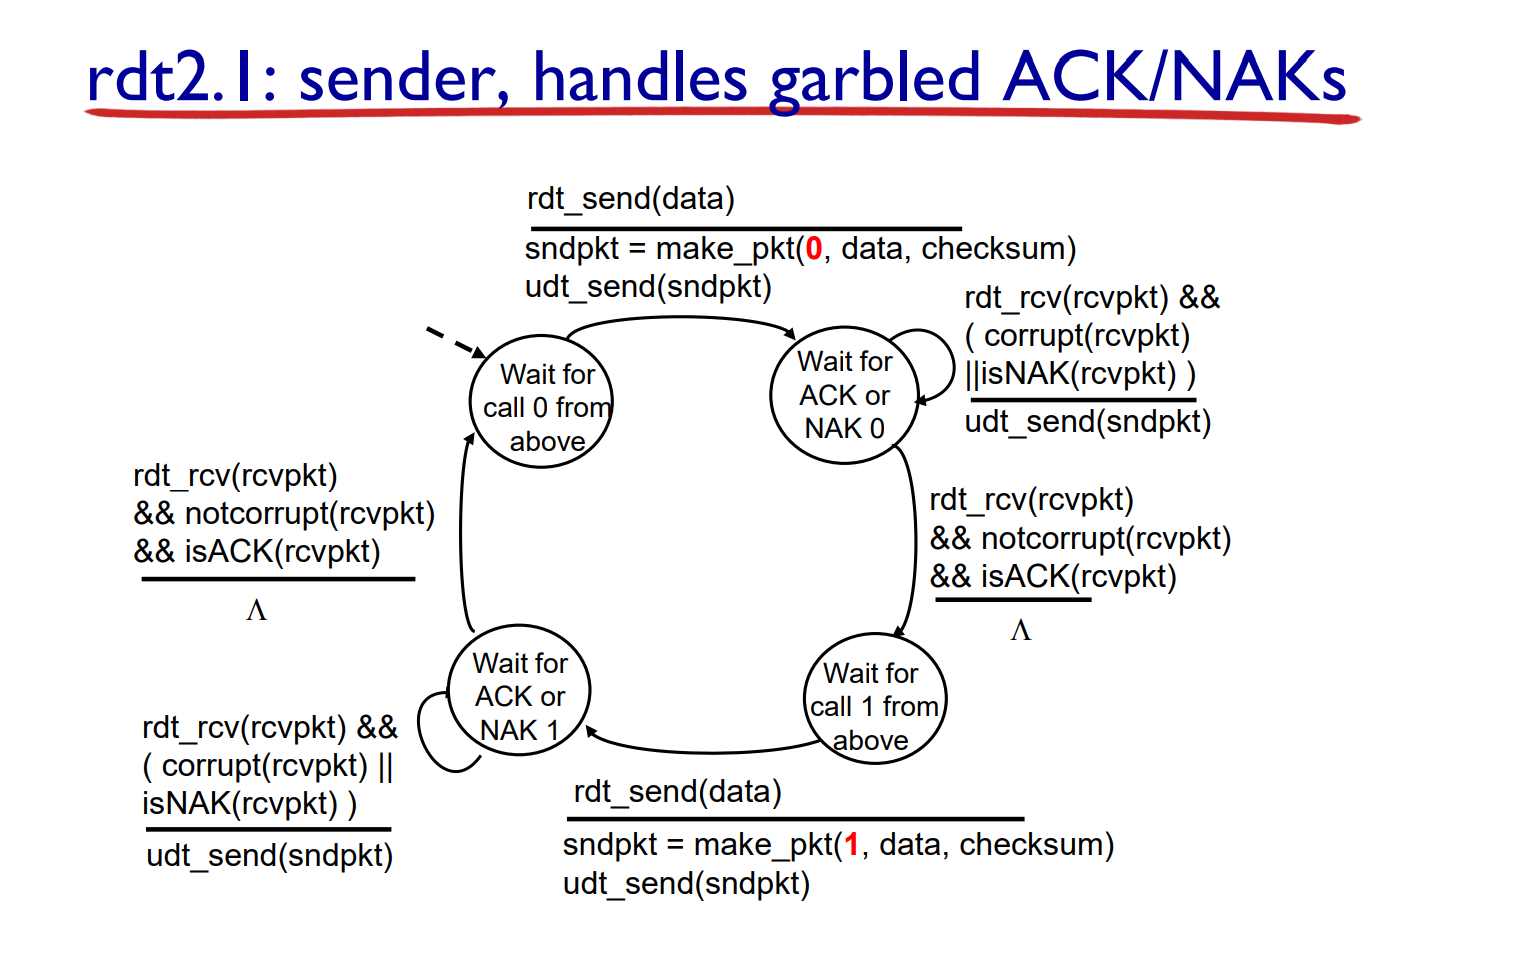 rdt2.1: sender, handles garbled ACK/NAKs
rdt_send(data)
sndpkt = make_pkt(0, data, checksum)
udt_send(sndpkt)
rdt_rcv(rcvpkt) &&
( corrupt(rcvpkt)
||isNAK(rcvpkt) )
udt_send(sndpkt)
Wait for
call 0 from
above
Wait for
ACK or
NAK 0
rdt_rcv(rcvpkt)
&& notcorrupt(rcvpkt)
&& isACK(rcvpkt)
Λ
rdt_rcv(rcvpkt)
&& notcorrupt(rcvpkt)
&& isACK(rcvpkt)
Λ
Wait for
ACK or
NAK 1
Wait for
call 1 from
above
rdt_rcv(rcvpkt) &&
( corrupt(rcvpkt) ||
isNAK(rcvpkt) )
udt_send(sndpkt)
rdt_send(data)
sndpkt = make_pkt(1, data, checksum)
udt_send(sndpkt)